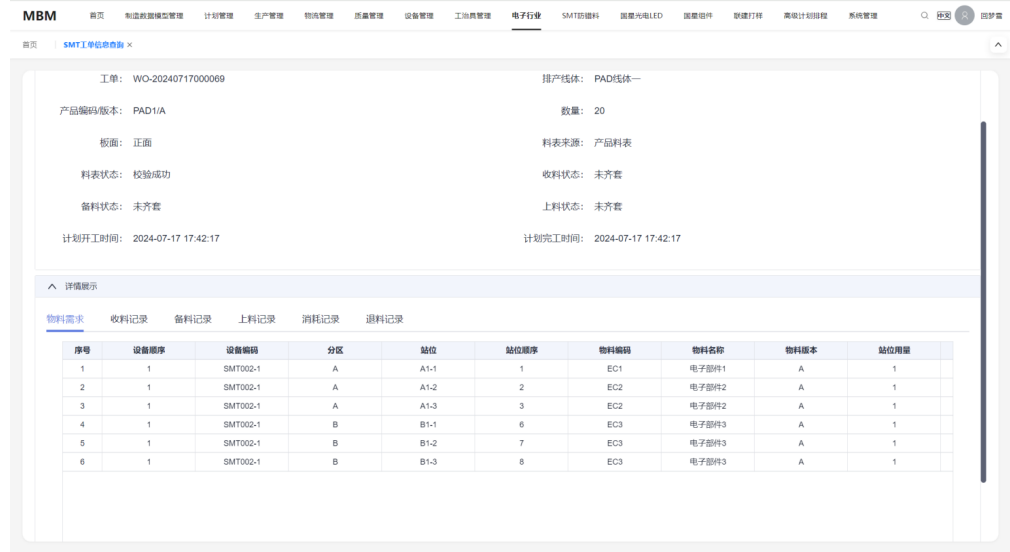 MBM 首页 制造数据模型管理 计划管理 生产管理 物流管理 质量管理 设备管理 工治具管理 电子行业 SMT防错料 国星光电LED 国星组件 联建打样 高级计划排程 系统管理 中文 回梦雪
首页 SMT工单信息查询 ×
工单: WO-20240717000069 排产线体: PAD线体一
产品编码/版本: PAD1/A 数量: 20
板面: 正面 料表来源: 产品料表
料表状态: 校验成功 收料状态: 未齐套
备料状态: 未齐套 上料状态: 未齐套
计划开工时间: 2024-07-17 17:42:17 计划完工时间: 2024-07-17 17:42:17
详情展示
物料需求 收料记录 备料记录 上料记录 消耗记录 退料记录
序号 设备顺序 设备编码 分区 站位 站位顺序 物料编码 物料名称 物料版本 站位用量
1 1 SMT002-1 A A1-1 1 EC1 电子部件1 A 1
2 1 SMT002-1 A A1-2 2 EC2 电子部件2 A 1
3 1 SMT002-1 A A1-3 3 EC2 电子部件2 A 1
4 1 SMT002-1 B B1-1 6 EC3 电子部件3 A 1
5 1 SMT002-1 B B1-2 7 EC3 电子部件3 A 1
6 1 SMT002-1 B B1-3 8 EC3 电子部件3 A 1